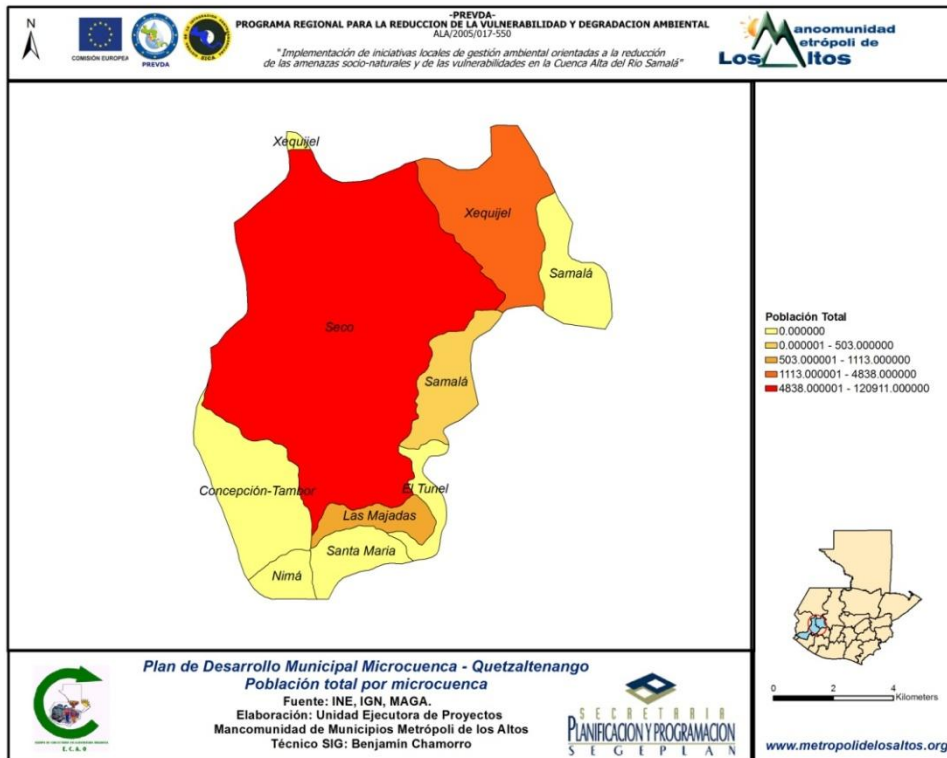 -PREVDA-
PROGRAMA REGIONAL PARA LA REDUCCION DE LA VULNERABILIDAD Y DEGRADACION AMBIENTAL
ALA/2005/017-550
"Implementación de iniciativas locales de gestión ambiental orientadas a la reducción
de las amenazas socio-naturales y de las vulnerabilidades en la Cuenca Alta del Rio Samalá"
N
COMISIÓN EUROPEA
PREVDA
SICA
Mancomunidad
Metrópoli de
Los Altos
Xequijel
Xequijel
Samalá
Seco
Samalá
Concepción-Tambor
El Tunel
Las Majadas
Santa Maria
Nimá
Población Total
0.000000
0.000001 - 503.000000
503.000001 - 1113.000000
1113.000001 - 4838.000000
4838.000001 - 120911.000000
0 2 4
Kilometers
www.metropolidelosaltos.org
E. C. & O
Plan de Desarrollo Municipal Microcuenca - Quetzaltenango
Población total por microcuenca
Fuente: INE, IGN, MAGA.
Elaboración: Unidad Ejecutora de Proyectos
Mancomunidad de Municipios Metrópoli de los Altos
Técnico SIG: Benjamín Chamorro
SECRETARIA
PLANIFICACIÓN Y PROGRAMACION
SEGEPLAN